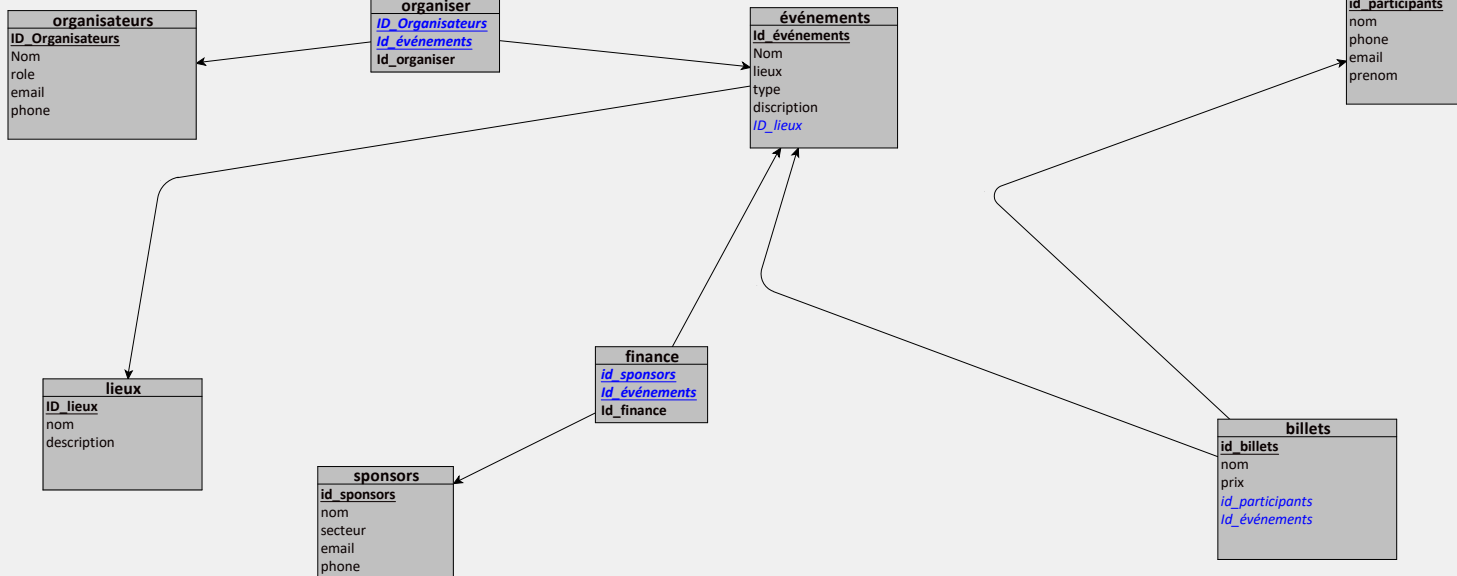 organisateurs
ID_Organisateurs
Nom
role
email
phone
organiser
ID_Organisateurs
Id_événements
Id_organiser
événements
Id_événements
Nom
lieux
type
discription
ID_lieux
id_participants
nom
phone
email
prenom
lieux
ID_lieux
nom
description
finance
id_sponsors
Id_événements
Id_finance
sponsors
id_sponsors
nom
secteur
email
phone
billets
id_billets
nom
prix
id_participants
Id_événements